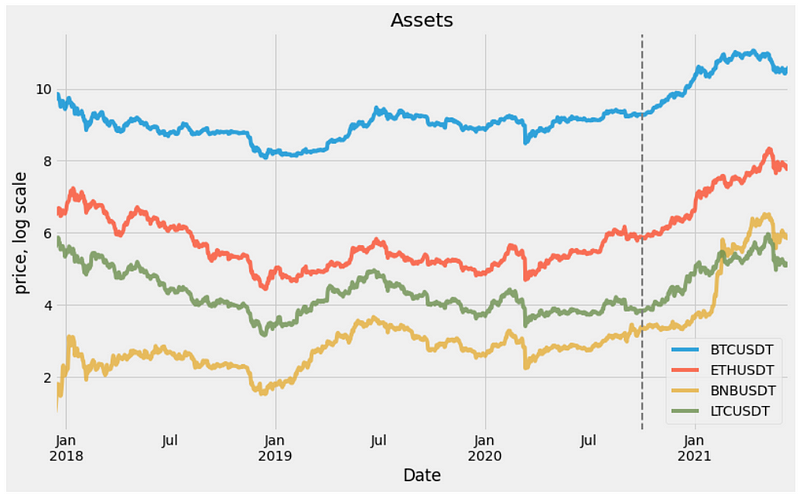 Assets
price, log scale
10
8
6
4
2
Jan
2018
Jul
Jan
2019
Jul
Jan
2020
Jul
Jan
2021
Date
BTCUSDT
ETHUSDT
BNBUSDT
LTCUSDT